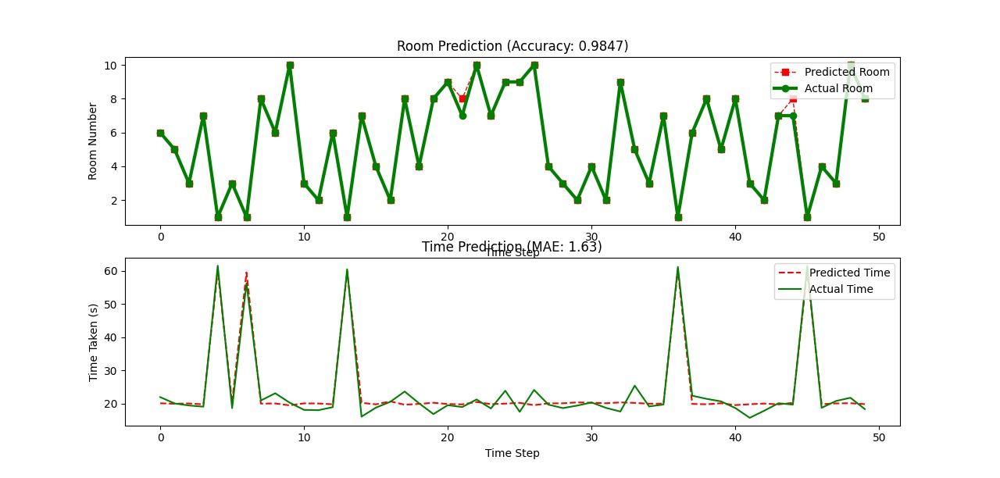 Room Prediction (Accuracy: 0.9847)
10
8
6
4
2
Room Number
Predicted Room
Actual Room
0 10 20 30 40 50
Time Step
Time Prediction (MAE: 1.63)
60
50
40
30
20
Time Taken (s)
Predicted Time
Actual Time
0 10 20 30 40 50
Time Step